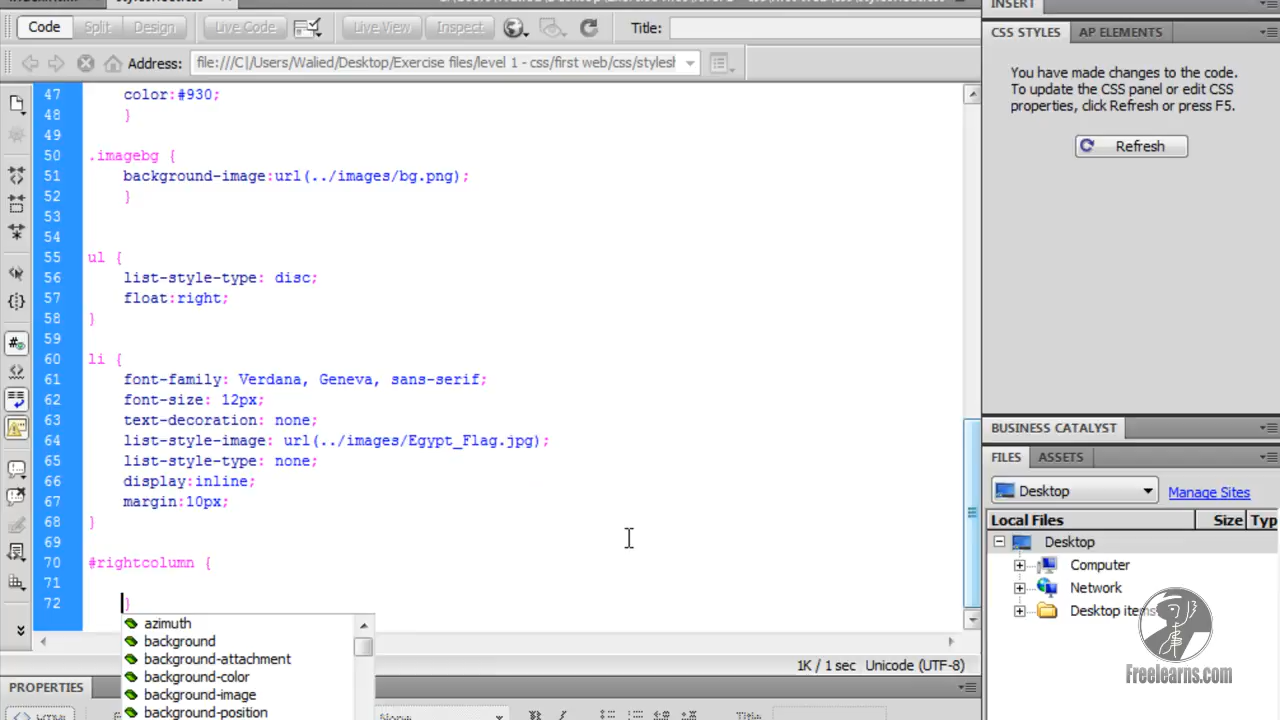 Code Split Design Live Code Live View Inspect Title:
INSERT
CSS STYLES AP ELEMENTS
Address: file:///C|/Users/Walied/Desktop/Exercise files/level 1 - css/first web/css/stylesh
You have made changes to the code.
To update the CSS panel or edit CSS
properties, click Refresh or press F5.
Refresh
47 color:#930;
48 }
49
50 .imagebg {
51 background-image:url(../images/bg.png);
52 }
53
54
55 ul {
56 list-style-type: disc;
57 float:right;
58 }
59
60 li {
61 font-family: Verdana, Geneva, sans-serif;
62 font-size: 12px;
63 text-decoration: none;
64 list-style-image: url(../images/Egypt_Flag.jpg);
65 list-style-type: none;
66 display:inline;
67 margin:10px;
68 }
69
70 #rightcolumn {
71
72 }
azimuth
background
background-attachment
background-color
background-image
background-position
BUSINESS CATALYST
FILES ASSETS
Desktop Manage Sites
Local Files Size Typ
Desktop
Computer
Network
Desktop items
Freelearns.com
1K / 1 sec Unicode (UTF-8)
PROPERTIES
None
Title